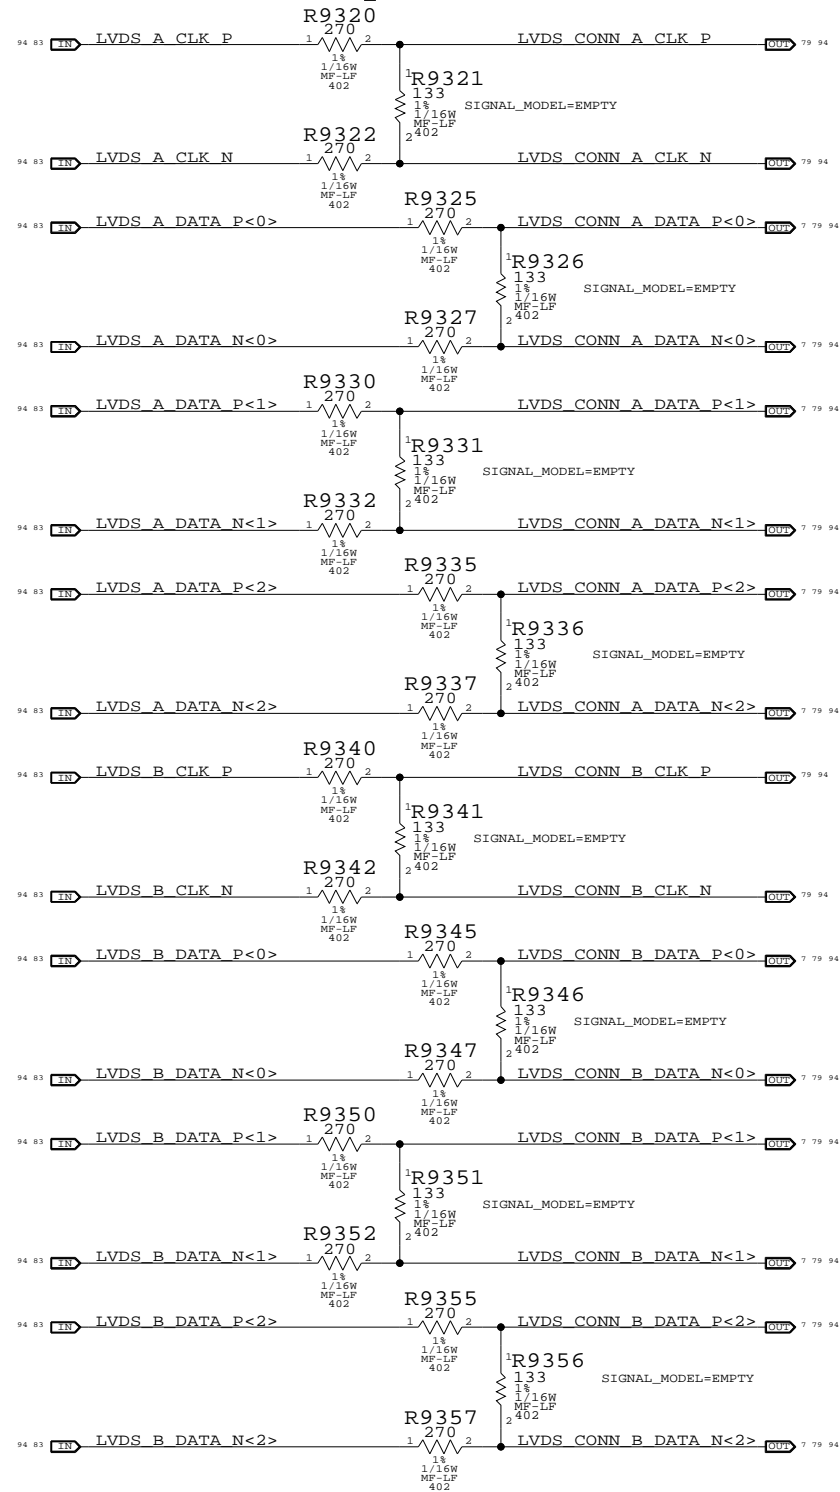 R9320
94 83 IN LVDS_A_CLK_P 1 270 2 LVDS_CONN_A_CLK_P OUT 79 94
1%
1/16W
MF-LF
402
1 R9321
133
1%
1/16W
MF-LF
2 402
SIGNAL_MODEL=EMPTY
R9322
94 83 IN LVDS_A_CLK_N 1 270 2 LVDS_CONN_A_CLK_N OUT 79 94
1%
1/16W
MF-LF
402
R9325
94 83 IN LVDS_A_DATA_P<0> 1 270 2 LVDS_CONN_A_DATA_P<0> OUT 7 79 94
1%
1/16W
MF-LF
402
1 R9326
133
1%
1/16W
MF-LF
2 402
SIGNAL_MODEL=EMPTY
R9327
94 83 IN LVDS_A_DATA_N<0> 1 270 2 LVDS_CONN_A_DATA_N<0> OUT 7 79 94
1%
1/16W
MF-LF
402
R9330
94 83 IN LVDS_A_DATA_P<1> 1 270 2 LVDS_CONN_A_DATA_P<1> OUT 7 79 94
1%
1/16W
MF-LF
402
1 R9331
133
1%
1/16W
MF-LF
2 402
SIGNAL_MODEL=EMPTY
R9332
94 83 IN LVDS_A_DATA_N<1> 1 270 2 LVDS_CONN_A_DATA_N<1> OUT 7 79 94
1%
1/16W
MF-LF
402
R9335
94 83 IN LVDS_A_DATA_P<2> 1 270 2 LVDS_CONN_A_DATA_P<2> OUT 7 79 94
1%
1/16W
MF-LF
402
1 R9336
133
1%
1/16W
MF-LF
2 402
SIGNAL_MODEL=EMPTY
R9337
94 83 IN LVDS_A_DATA_N<2> 1 270 2 LVDS_CONN_A_DATA_N<2> OUT 7 79 94
1%
1/16W
MF-LF
402
R9340
94 83 IN LVDS_B_CLK_P 1 270 2 LVDS_CONN_B_CLK_P OUT 79 94
1%
1/16W
MF-LF
402
1 R9341
133
1%
1/16W
MF-LF
2 402
SIGNAL_MODEL=EMPTY
R9342
94 83 IN LVDS_B_CLK_N 1 270 2 LVDS_CONN_B_CLK_N OUT 79 94
1%
1/16W
MF-LF
402
R9345
94 83 IN LVDS_B_DATA_P<0> 1 270 2 LVDS_CONN_B_DATA_P<0> OUT 7 79 94
1%
1/16W
MF-LF
402
1 R9346
133
1%
1/16W
MF-LF
2 402
SIGNAL_MODEL=EMPTY
R9347
94 83 IN LVDS_B_DATA_N<0> 1 270 2 LVDS_CONN_B_DATA_N<0> OUT 7 79 94
1%
1/16W
MF-LF
402
R9350
94 83 IN LVDS_B_DATA_P<1> 1 270 2 LVDS_CONN_B_DATA_P<1> OUT 7 79 94
1%
1/16W
MF-LF
402
1 R9351
133
1%
1/16W
MF-LF
2 402
SIGNAL_MODEL=EMPTY
R9352
94 83 IN LVDS_B_DATA_N<1> 1 270 2 LVDS_CONN_B_DATA_N<1> OUT 7 79 94
1%
1/16W
MF-LF
402
R9355
94 83 IN LVDS_B_DATA_P<2> 1 270 2 LVDS_CONN_B_DATA_P<2> OUT 7 79 94
1%
1/16W
MF-LF
402
1 R9356
133
1%
1/16W
MF-LF
2 402
SIGNAL_MODEL=EMPTY
R9357
94 83 IN LVDS_B_DATA_N<2> 1 270 2 LVDS_CONN_B_DATA_N<2> OUT 7 79 94
1%
1/16W
MF-LF
402